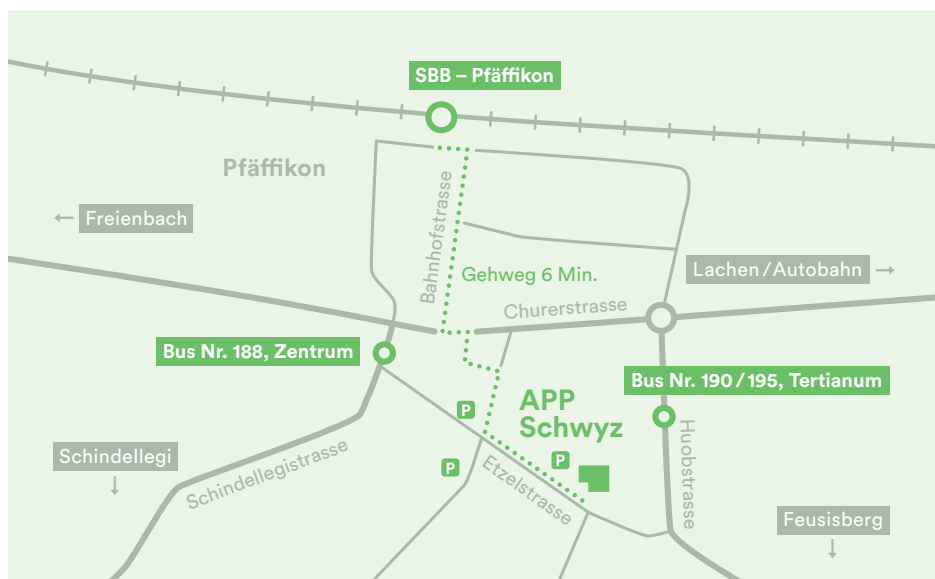 SBB – Pfäffikon
Pfäffikon
Bahnhofstrasse
← Freienbach
Lachen / Autobahn →
Gehweg 6 Min.
Churerstrasse
Bus Nr. 188, Zentrum
Bus Nr. 190 / 195, Tertianum
APP
Schwyz
P
P
P
Schindellegi
↓
Schindellegistrasse
Etzelstrasse
Huobstrasse
Feusisberg
↓